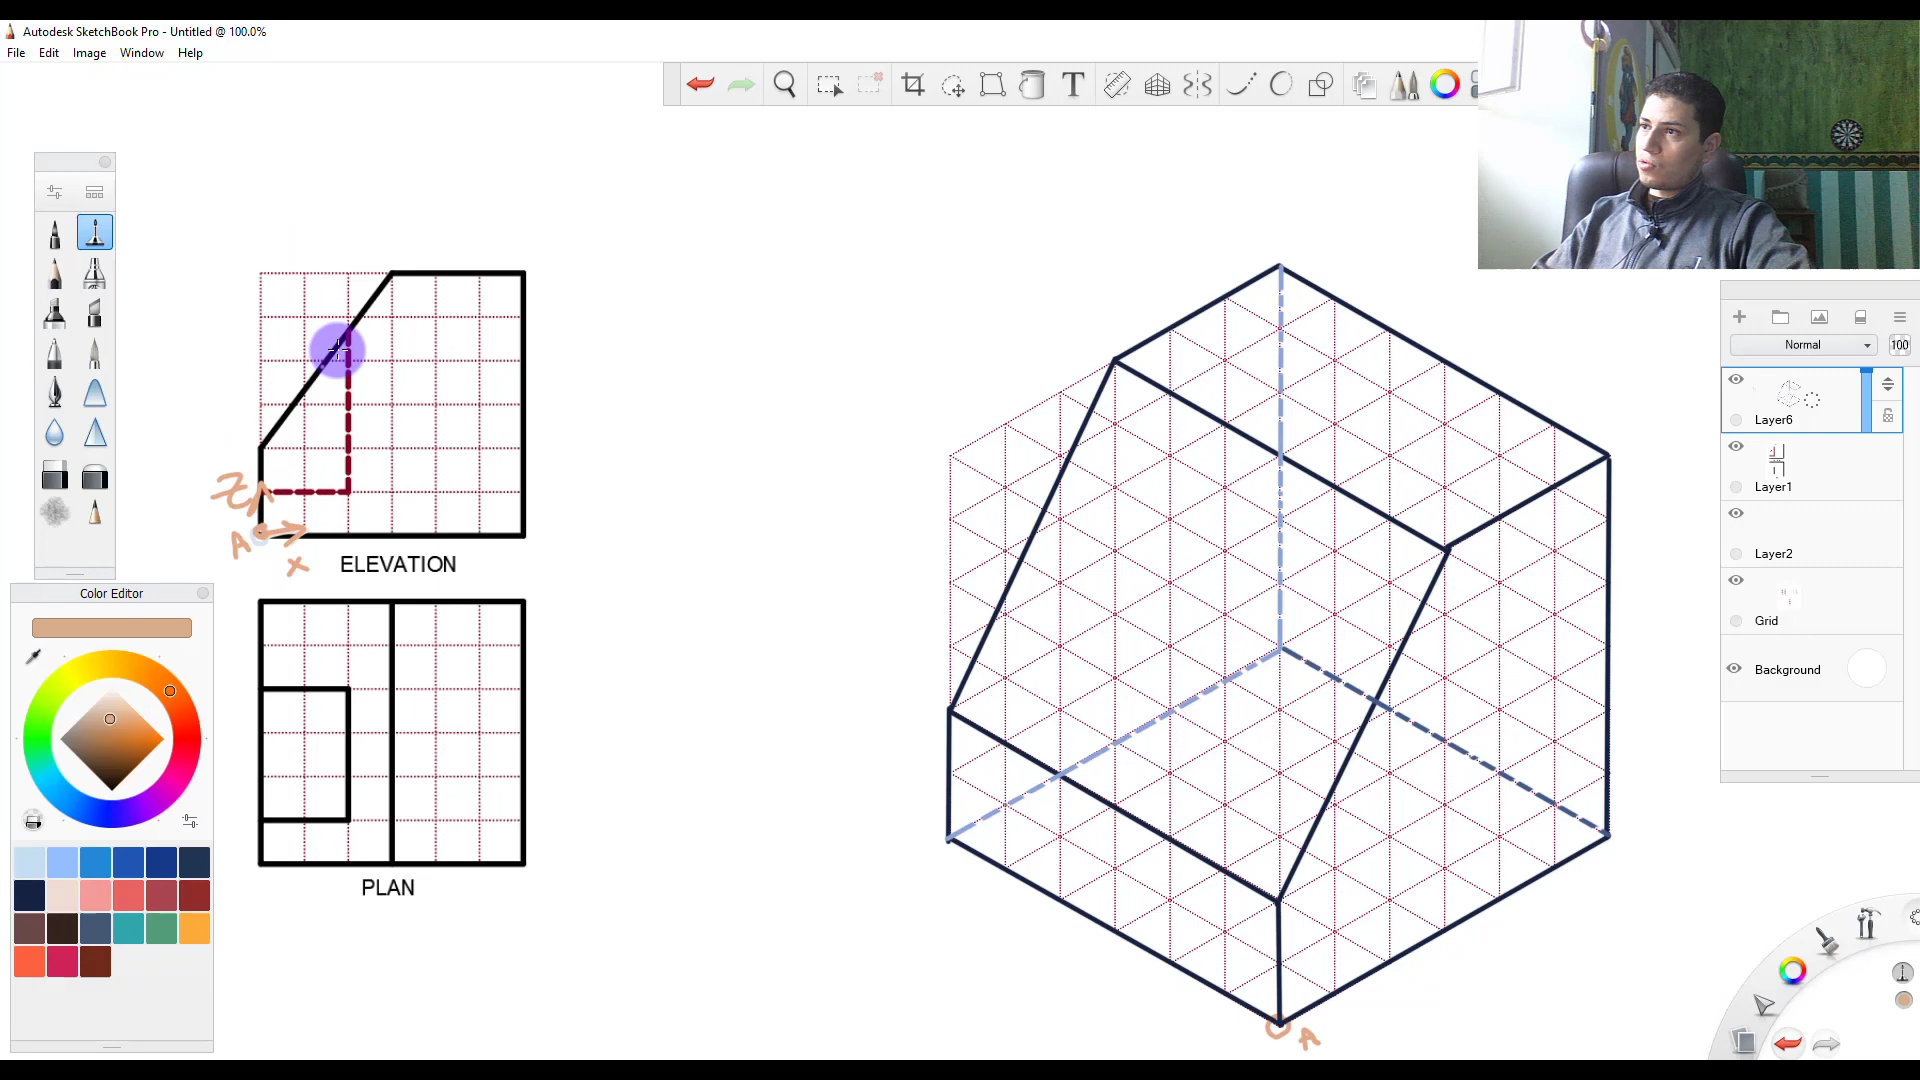 Autodesk SketchBook Pro - Untitled @ 100.0%
File Edit Image Window Help
T
Normal 100
Layer6
Layer1
Layer2
Grid
Background
Z
A
x
ELEVATION
Color Editor
PLAN
A